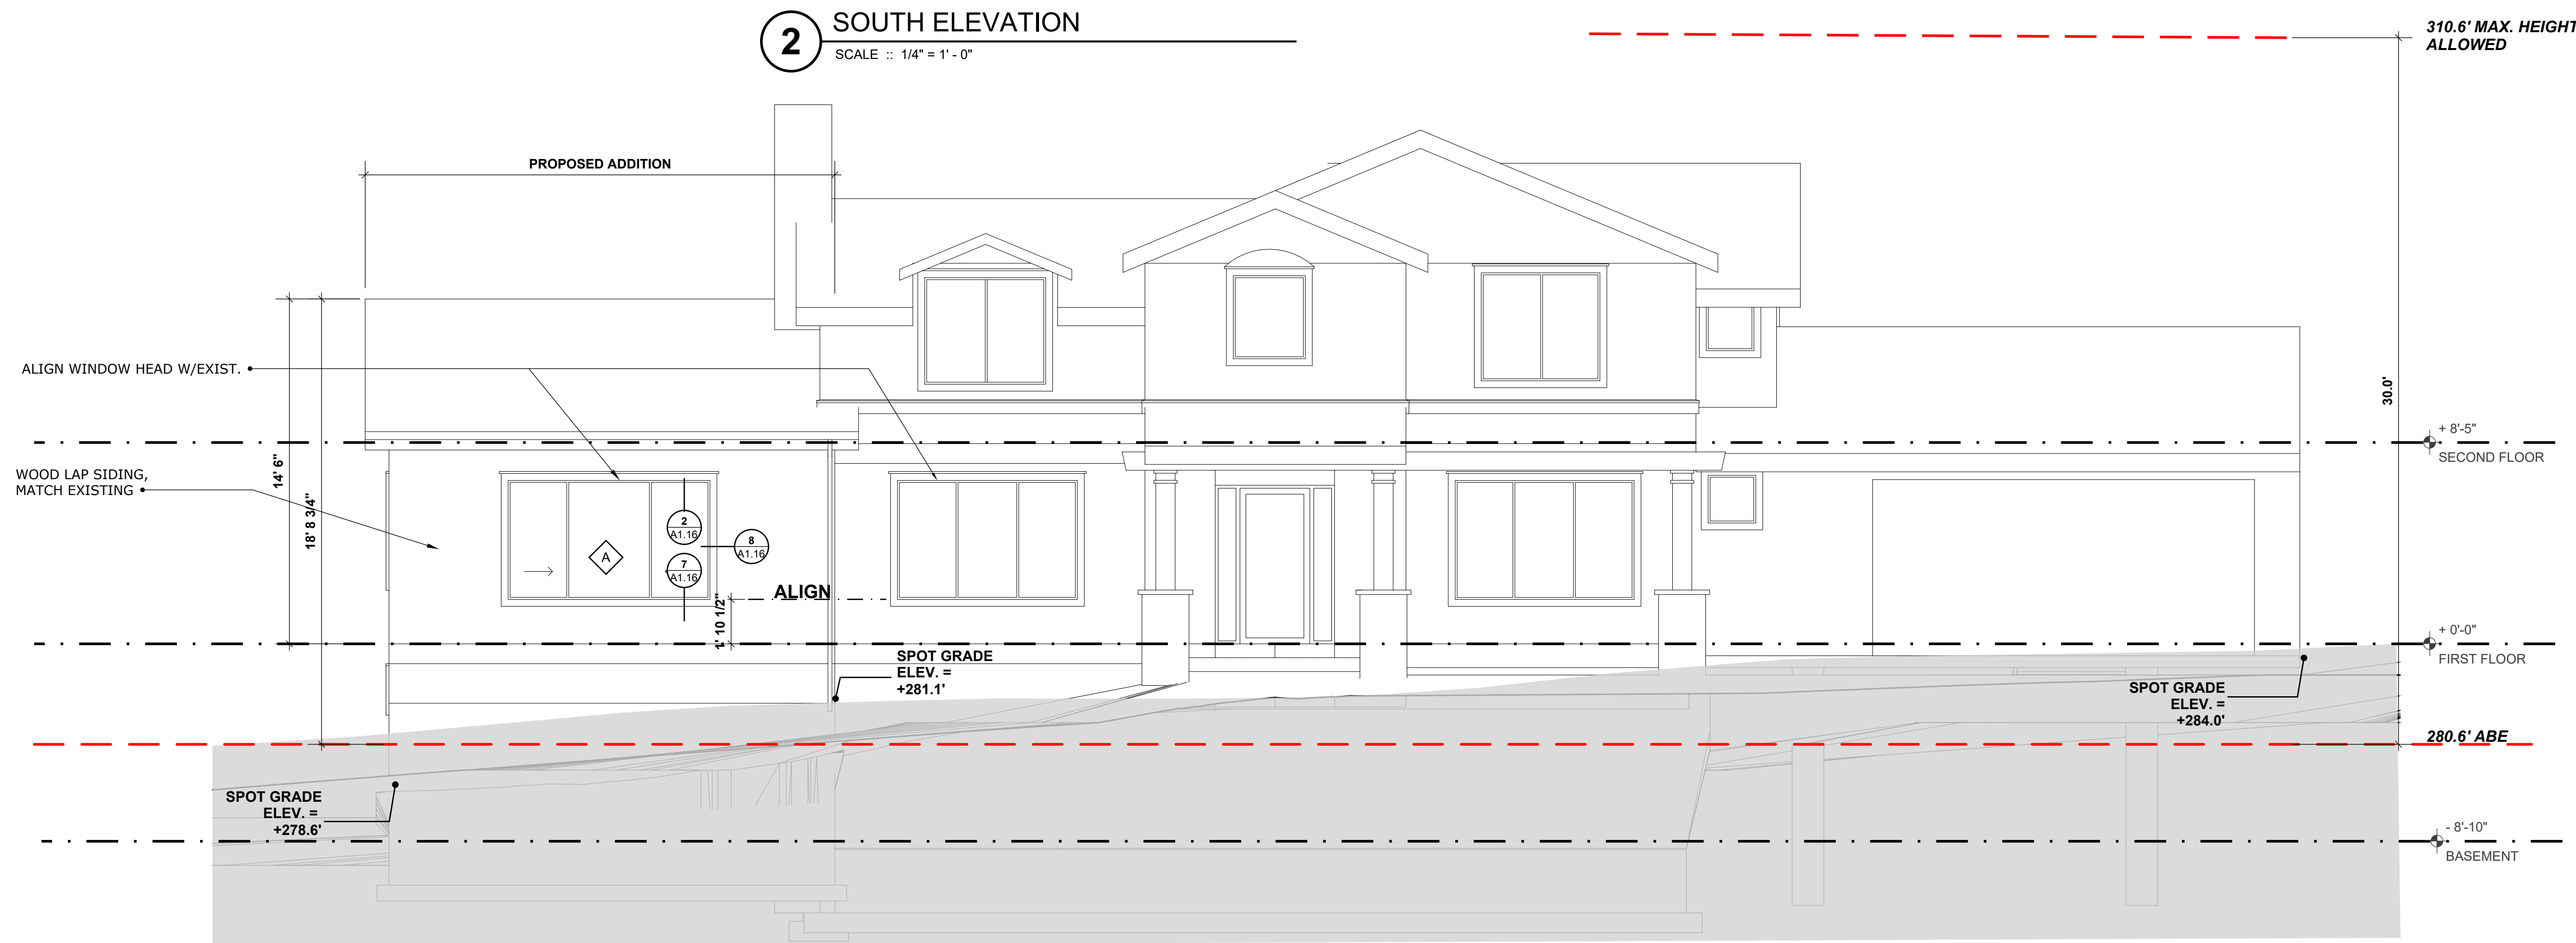 2
SOUTH ELEVATION
SCALE :: 1/4" = 1' - 0"
310.6' MAX. HEIGHT
ALLOWED
PROPOSED ADDITION
ALIGN WINDOW HEAD W/EXIST.
30.0'
+ 8'-5"
SECOND FLOOR
14' 6"
18' 8 3/4"
WOOD LAP SIDING,
MATCH EXISTING
2
A1.16
8
A1.16
A
7
A1.16
ALIGN
1' 10 1/2"
+ 0'-0"
FIRST FLOOR
SPOT GRADE
ELEV. =
+281.1'
SPOT GRADE
ELEV. =
+284.0'
280.6' ABE
SPOT GRADE
ELEV. =
+278.6'
- 8'-10"
BASEMENT